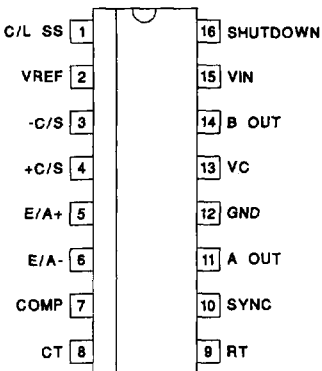 C/L SS 1 16 SHUTDOWN
VREF 2 15 VIN
-C/S 3 14 B OUT
+C/S 4 13 VC
E/A+ 5 12 GND
E/A- 6 11 A OUT
COMP 7 10 SYNC
CT 8 9 RT